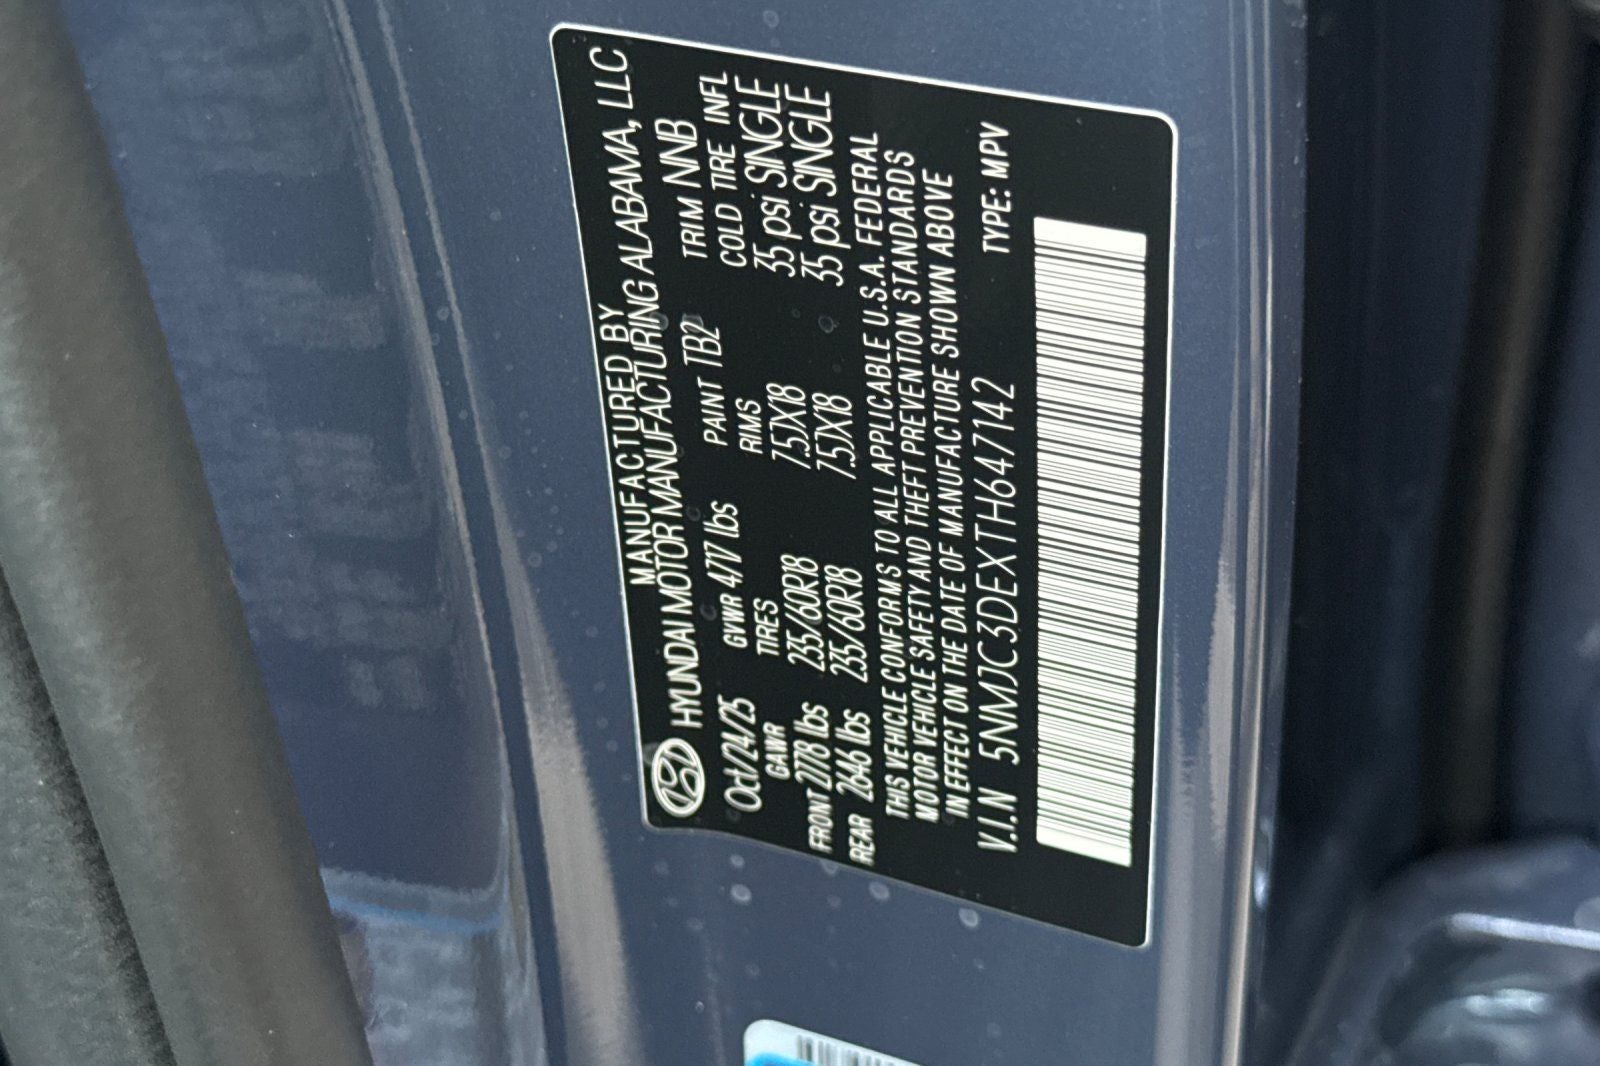 MANUFACTURED BY
HYUNDAI MOTOR MANUFACTURING ALABAMA, LLC
Oct/24/25 GVWR 4717 lbs PAINT TB2 TRIM NNB
GAWR TIRES RIMS COLD TIRE INFL
FRONT 2778 lbs 235/60R18 7.5JX18 35 psi SINGLE
REAR 2646 lbs 235/60R18 7.5JX18 35 psi SINGLE
THIS VEHICLE CONFORMS TO ALL APPLICABLE U.S.A. FEDERAL
MOTOR VEHICLE SAFETY AND THEFT PREVENTION STANDARDS
IN EFFECT ON THE DATE OF MANUFACTURE SHOWN ABOVE
V.I.N 5NMJC3DEXTH647142 TYPE: MPV